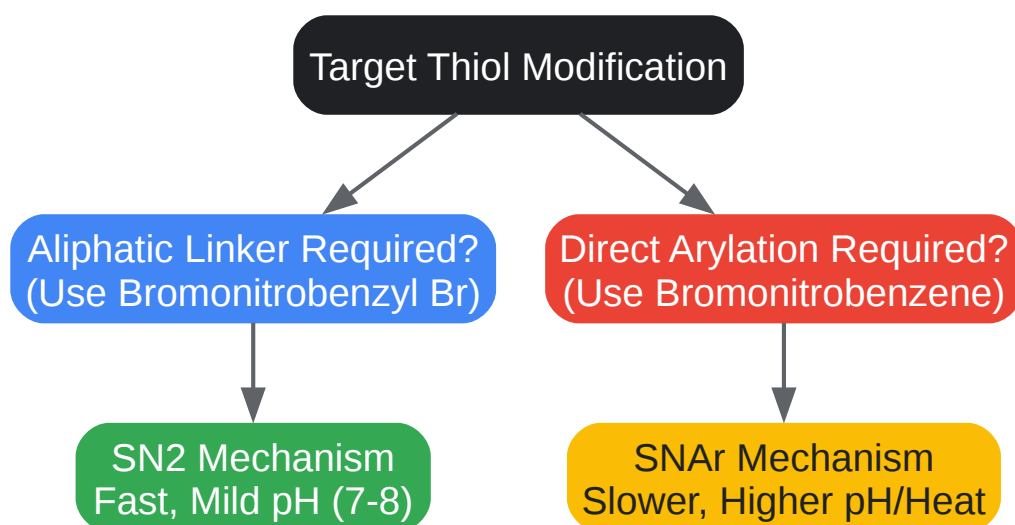 Target Thiol Modification
Aliphatic Linker Required?
(Use Bromonitrobenzyl Br)
Direct Arylation Required?
(Use Bromonitrobenzene)
SN2 Mechanism
Fast, Mild pH (7-8)
SNAr Mechanism
Slower, Higher pH/Heat